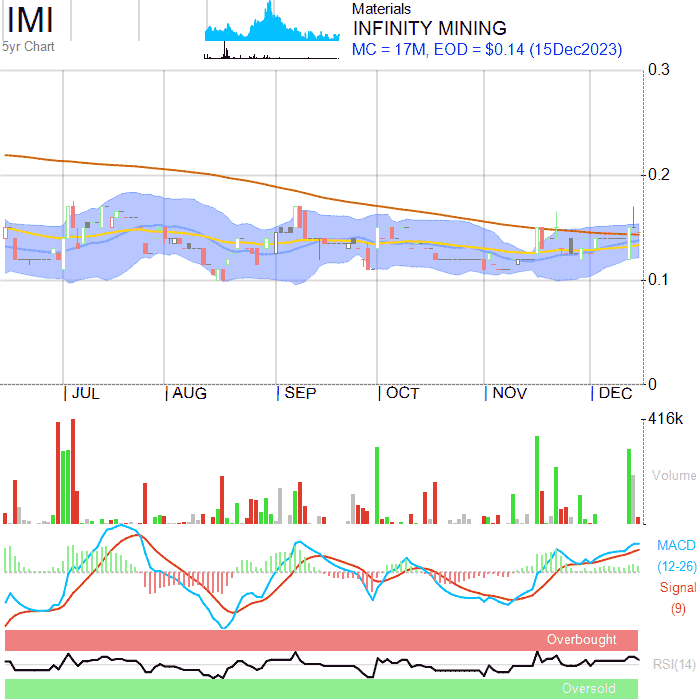 IMI
5yr Chart
Materials
INFINITY MINING
MC = 17M, EOD = $0.14 (15Dec2023)
0.3
0.2
0.1
0
JUL
AUG
SEP
OCT
NOV
DEC
416k
Volume
MACD
(12-26)
Signal
(9)
Overbought
RSI(14)
Oversold